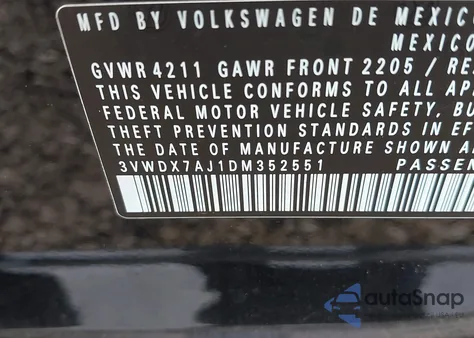 MFD BY VOLKSWAGEN DE MEXICO
MEXICO
GVWR 4211 GAWR FRONT 2205 / RE
THIS VEHICLE CONFORMS TO ALL AP
FEDERAL MOTOR VEHICLE SAFETY, BU
THEFT PREVENTION STANDARDS IN EF
THE DATE OF MANUFACTURE SHOWN A
3VWDX7AJ1DM352551 PASSEN
autoSnap